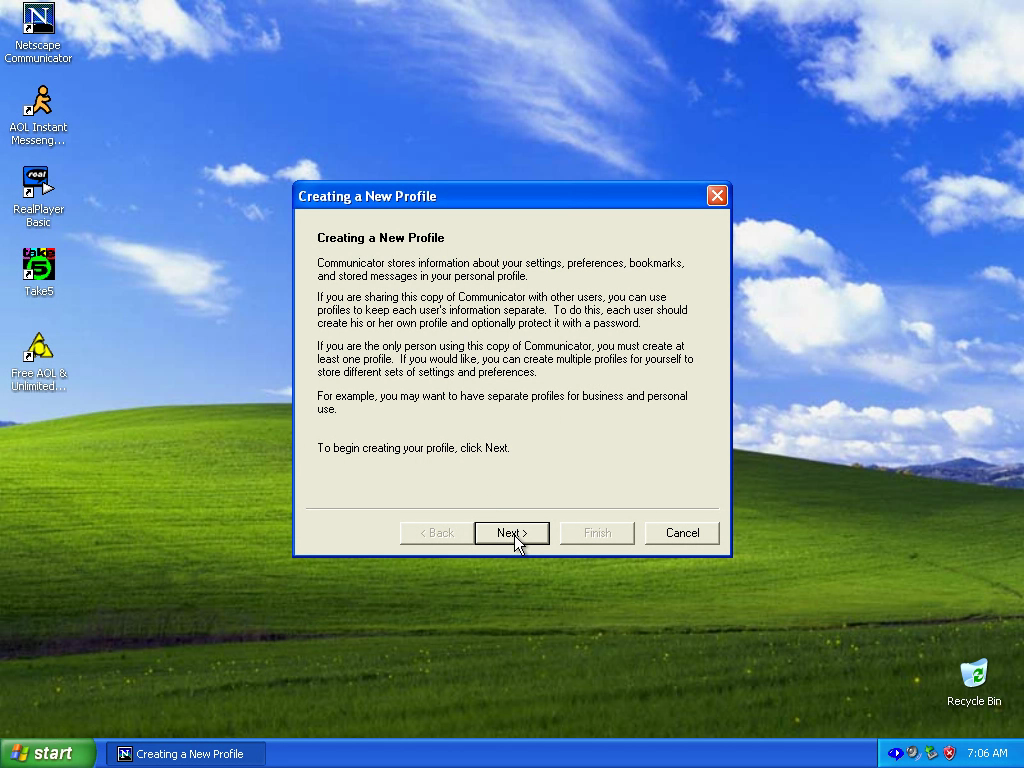 Netscape
Communicator
AOL Instant
Messeng...
real
RealPlayer
Basic
take
5
Take5
Free AOL &
Unlimited...
Creating a New Profile
Creating a New Profile
Communicator stores information about your settings, preferences, bookmarks,
and stored messages in your personal profile.
If you are sharing this copy of Communicator with other users, you can use
profiles to keep each user's information separate. To do this, each user should
create his or her own profile and optionally protect it with a password.
If you are the only person using this copy of Communicator, you must create at
least one profile. If you would like, you can create multiple profiles for yourself to
store different sets of settings and preferences.
For example, you may want to have separate profiles for business and personal
use.
To begin creating your profile, click Next.
< Back
Next >
Finish
Cancel
Recycle Bin
start
N
Creating a New Profile
7:06 AM